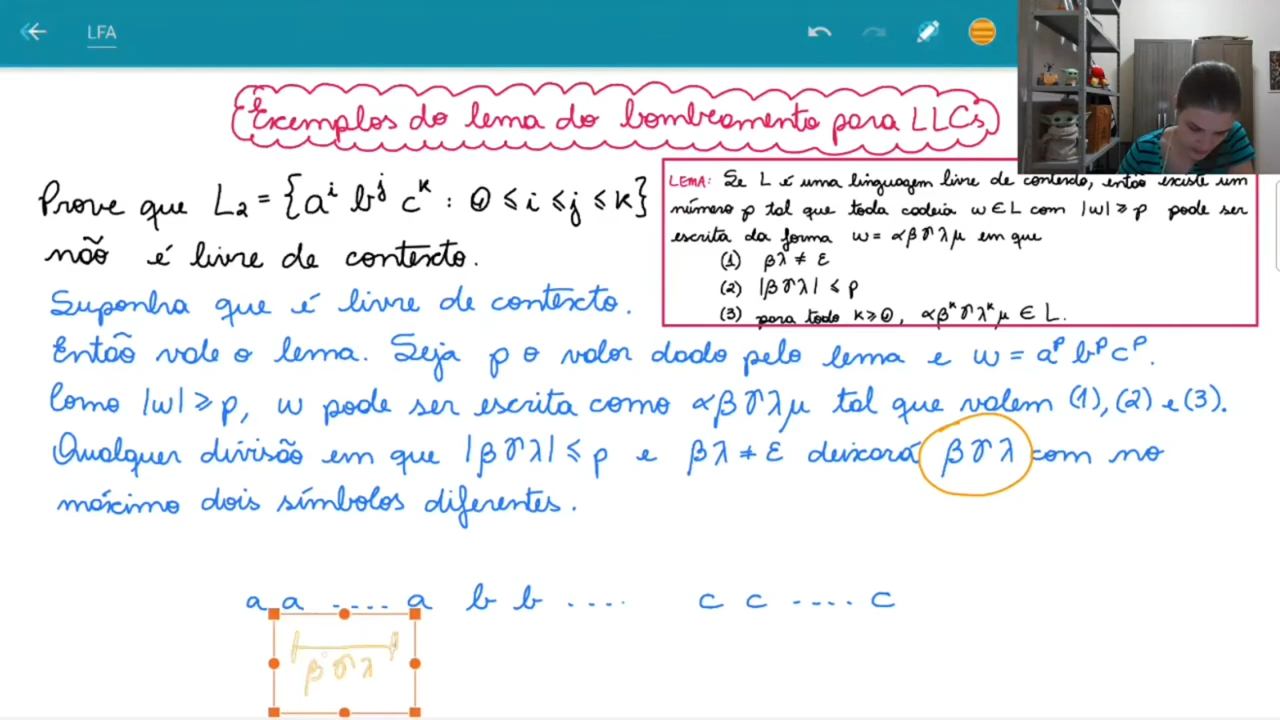 LFA
Exemplos do lema do bombeamento para LLCs
Prove que L₂ = {aⁱ bʲ cᵏ : 0 ⩽ i ⩽ j ⩽ k}
não é livre de contexto.
LEMA: Se L é uma linguagem livre de contexto, então existe um
número p tal que toda cadeia w ∈ L com |w| ⩾ p pode ser
escrita da forma w = αβγλμ em que
(1) βλ ≠ ε
(2) |βγλ| ⩽ p
(3) para todo k ⩾ 0, αβᵏγλᵏμ ∈ L.
Suponha que é livre de contexto.
Então vale o lema. Seja p o valor dado pelo lema e w = aᵖ bᵖ cᵖ.
Como |w| ⩾ p, w pode ser escrita como αβγλμ tal que valem (1), (2) e (3).
Qualquer divisão em que |βγλ| ⩽ p e βλ ≠ ε deixará βγλ com no
máximo dois símbolos diferentes.
a a .... a b b .... c c .... c
βγλ